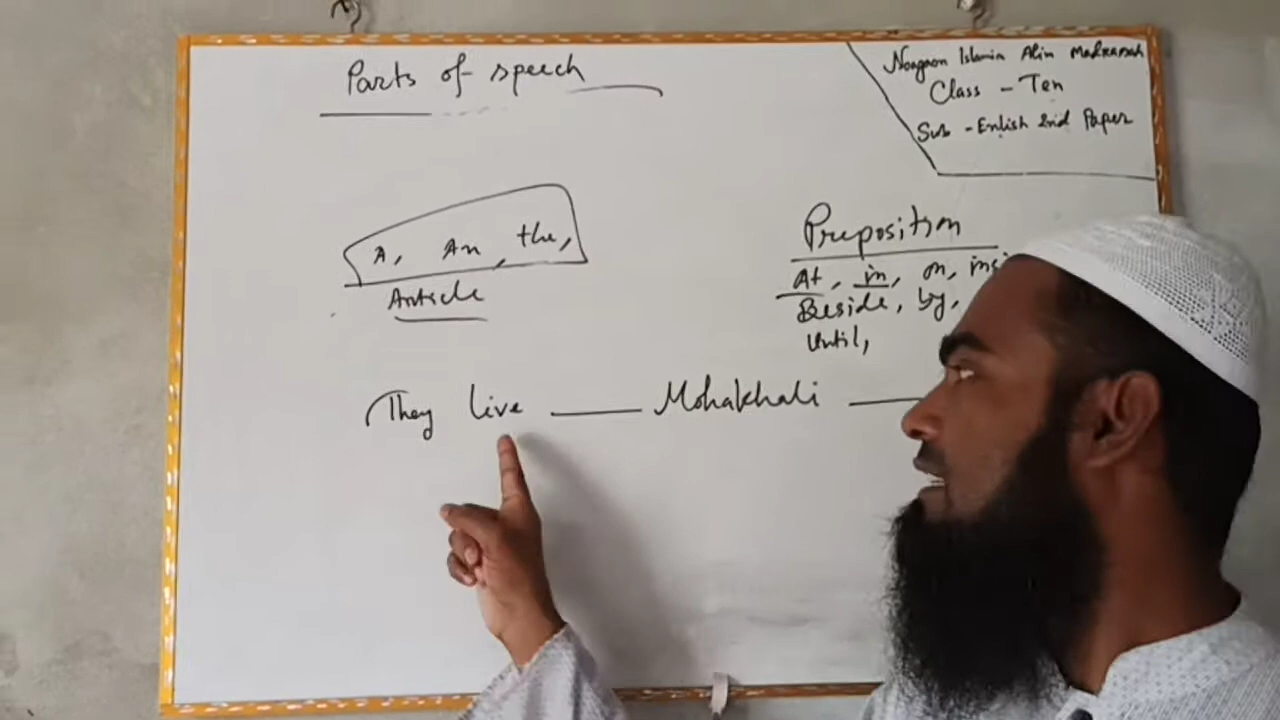 Parts of speech
Noagaon Islamia Alim Madrasah
Class - Ten
Sub - Enlish 2nd Paper
A, An, the,
Article
Preposition
At, in, on,
Beside, by,
Until,
They live ____ Mohakhali ____